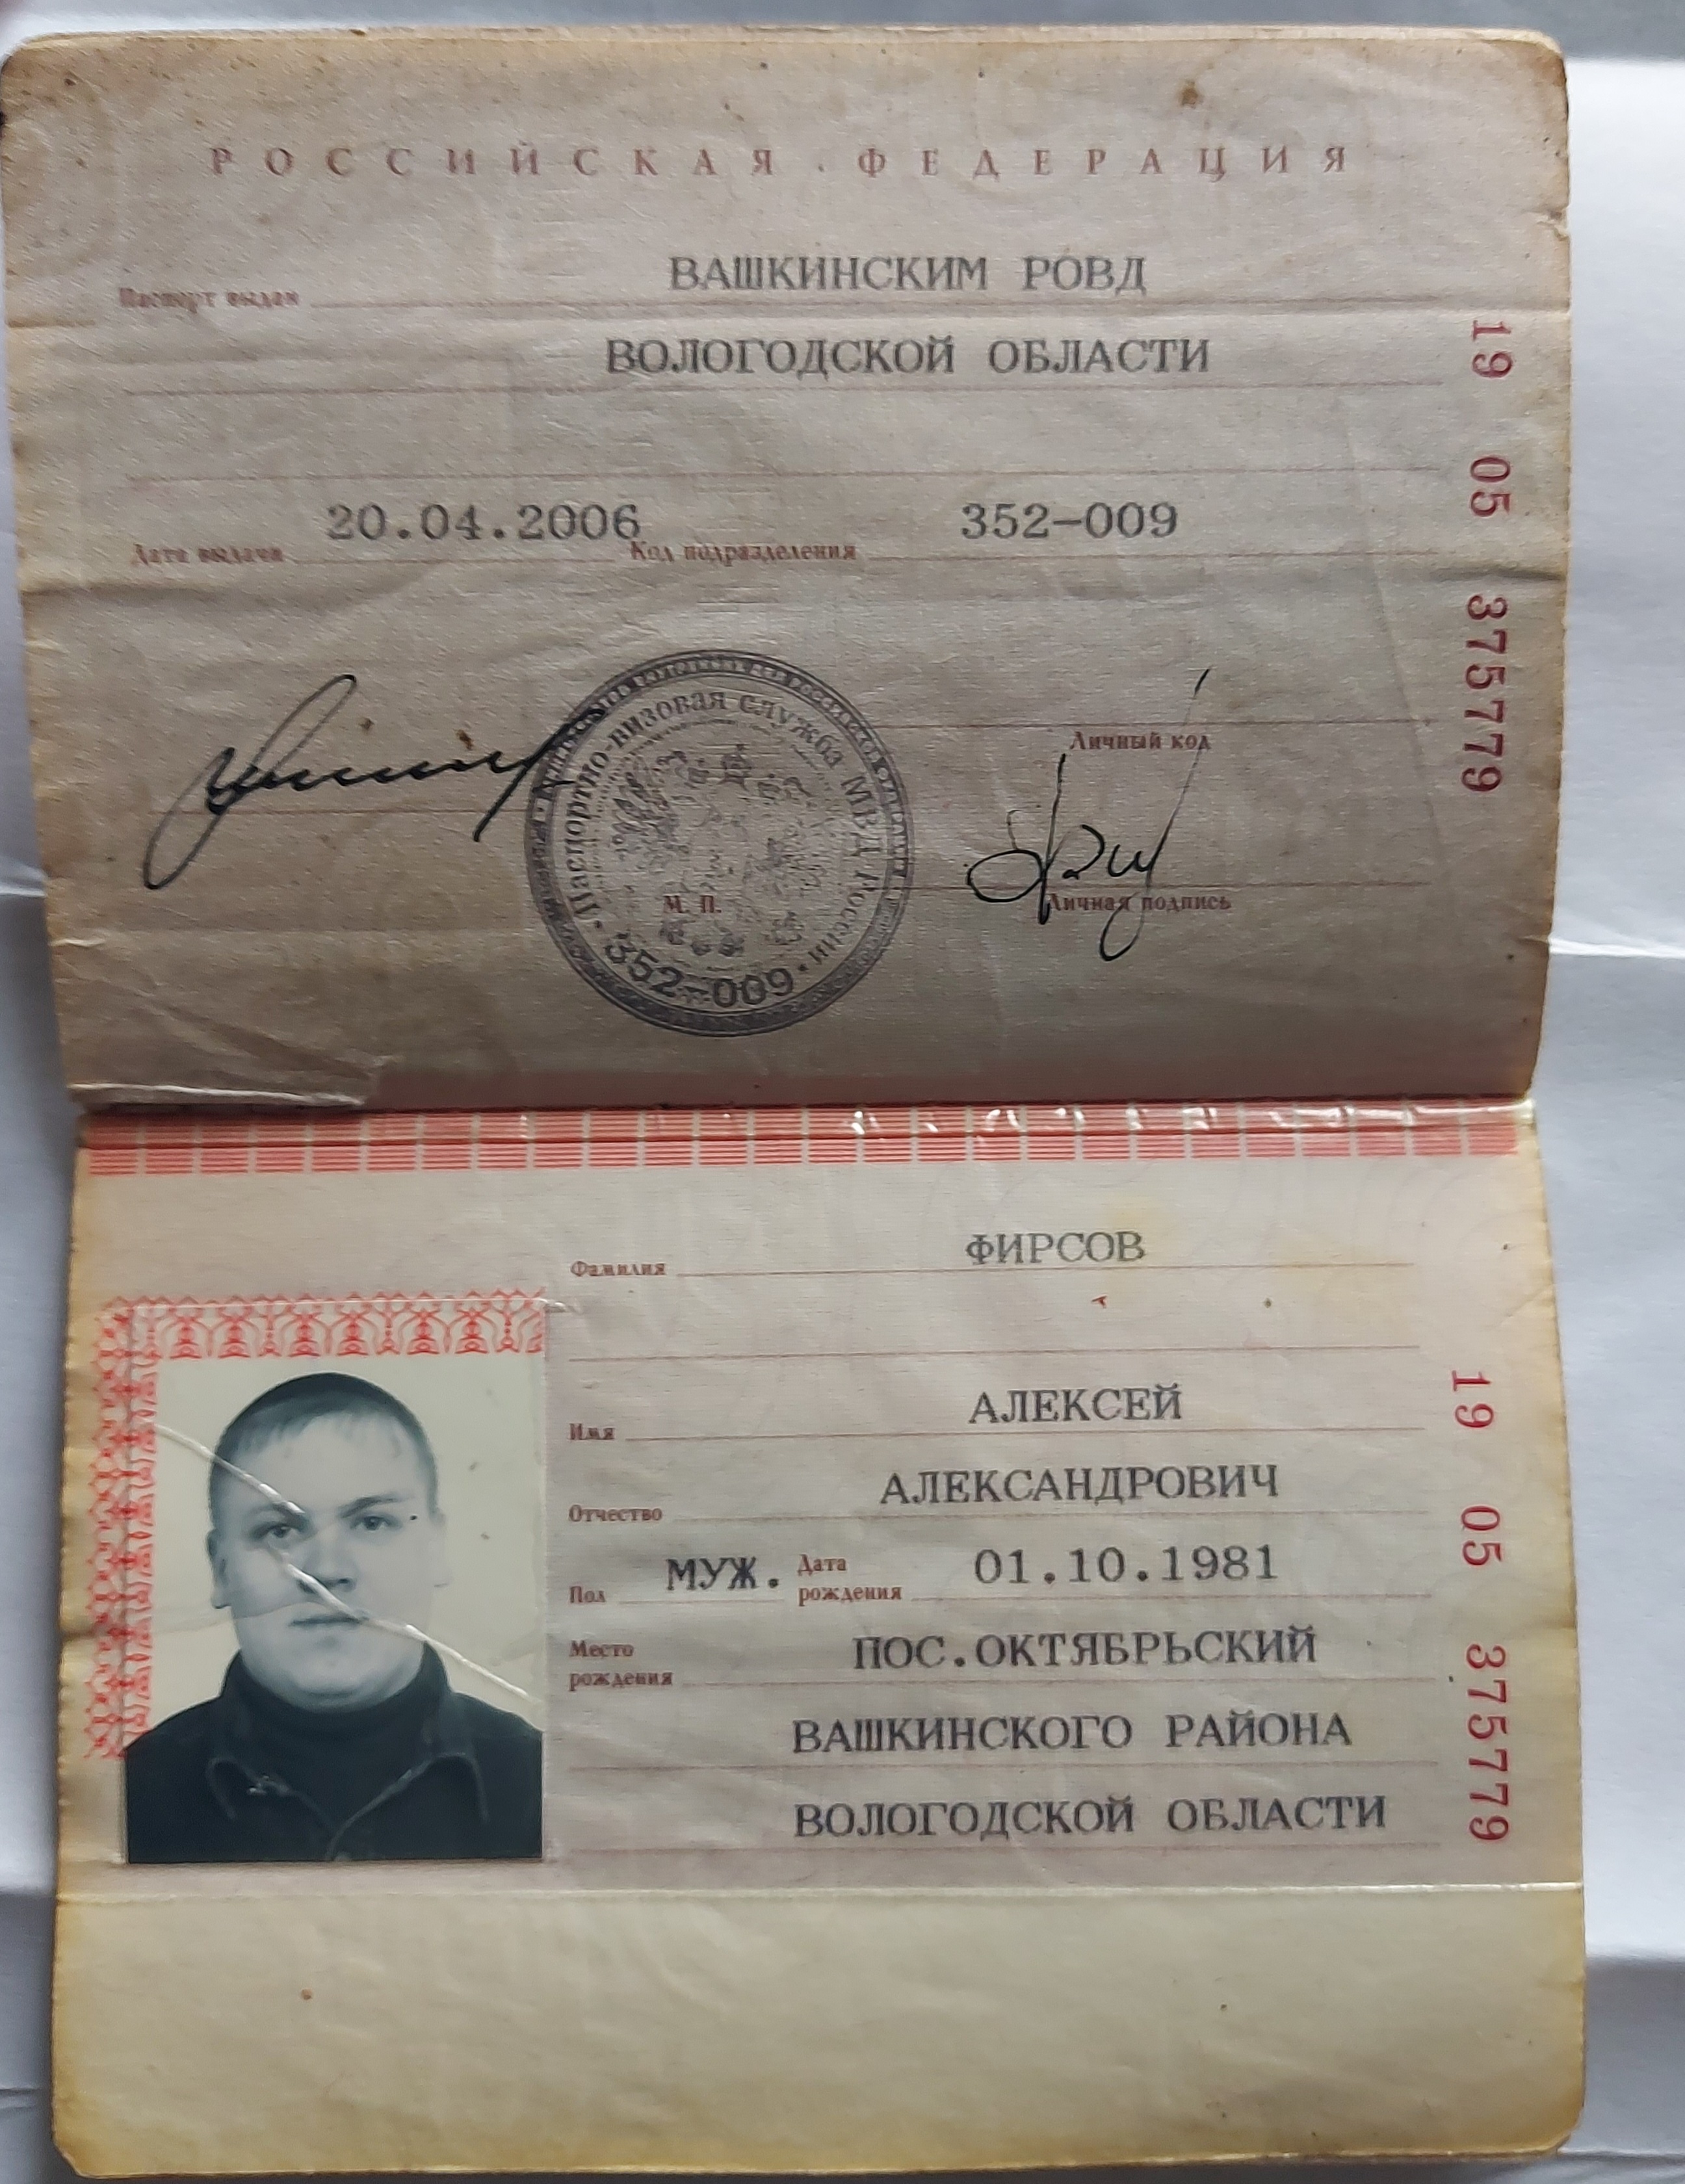 РОССИЙСКАЯ ФЕДЕРАЦИЯ
Паспорт выдан ВАШКИНСКИМ РОВД
ВОЛОГОДСКОЙ ОБЛАСТИ
Дата выдачи 20.04.2006 Код подразделения 352-009
Личный код
Паспортно-визовая служба МВД России
352-009
М. П.
Личная подпись
19 05 375779
Фамилия ФИРСОВ
Имя АЛЕКСЕЙ
Отчество АЛЕКСАНДРОВИЧ
Пол МУЖ. Дата рождения 01.10.1981
Место рождения ПОС.ОКТЯБРЬСКИЙ
ВАШКИНСКОГО РАЙОНА
ВОЛОГОДСКОЙ ОБЛАСТИ
19 05 375779